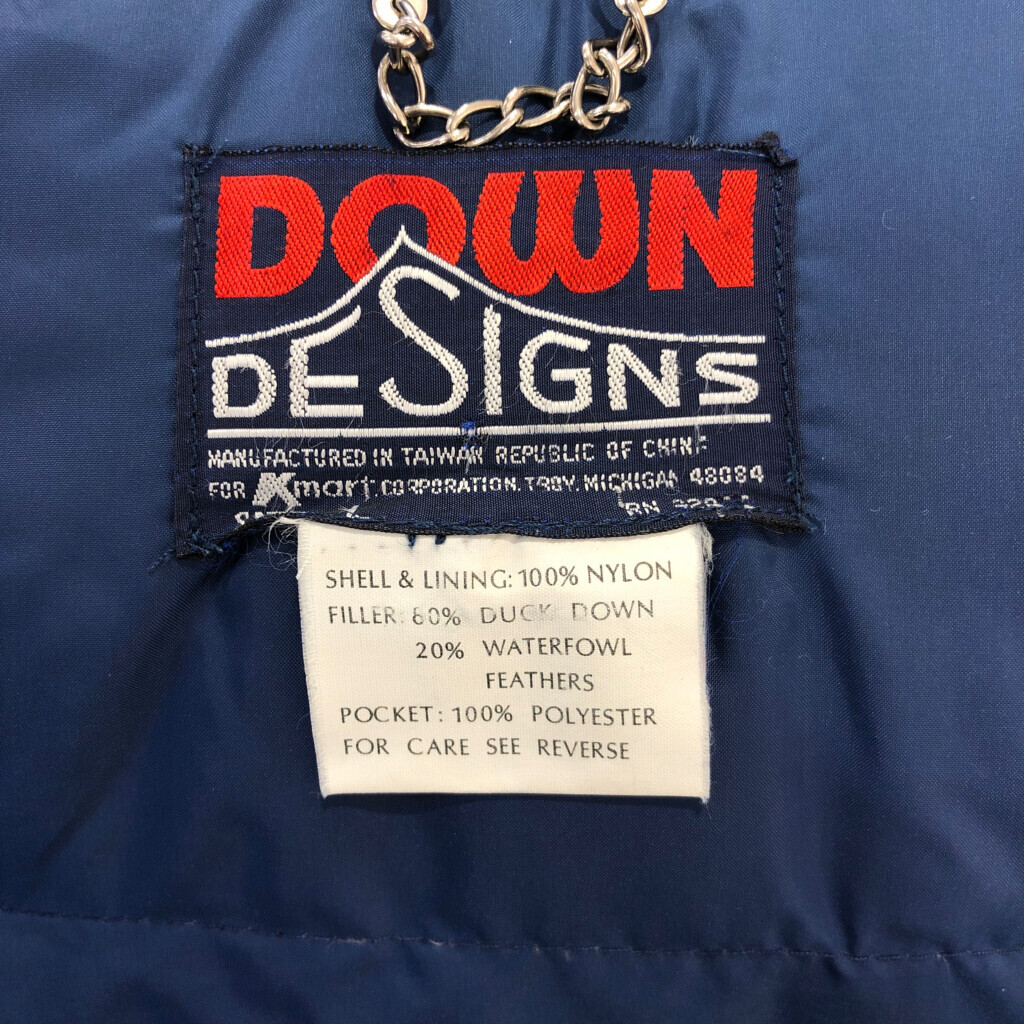 DOWN
DESIGNS
MANUFACTURED IN TAIWAN REPUBLIC OF CHINA
FOR Kmart CORPORATION, TROY, MICHIGAN 48084
RN
SHELL & LINING: 100% NYLON
FILLER: 80% DUCK DOWN
20% WATERFOWL
FEATHERS
POCKET: 100% POLYESTER
FOR CARE SEE REVERSE